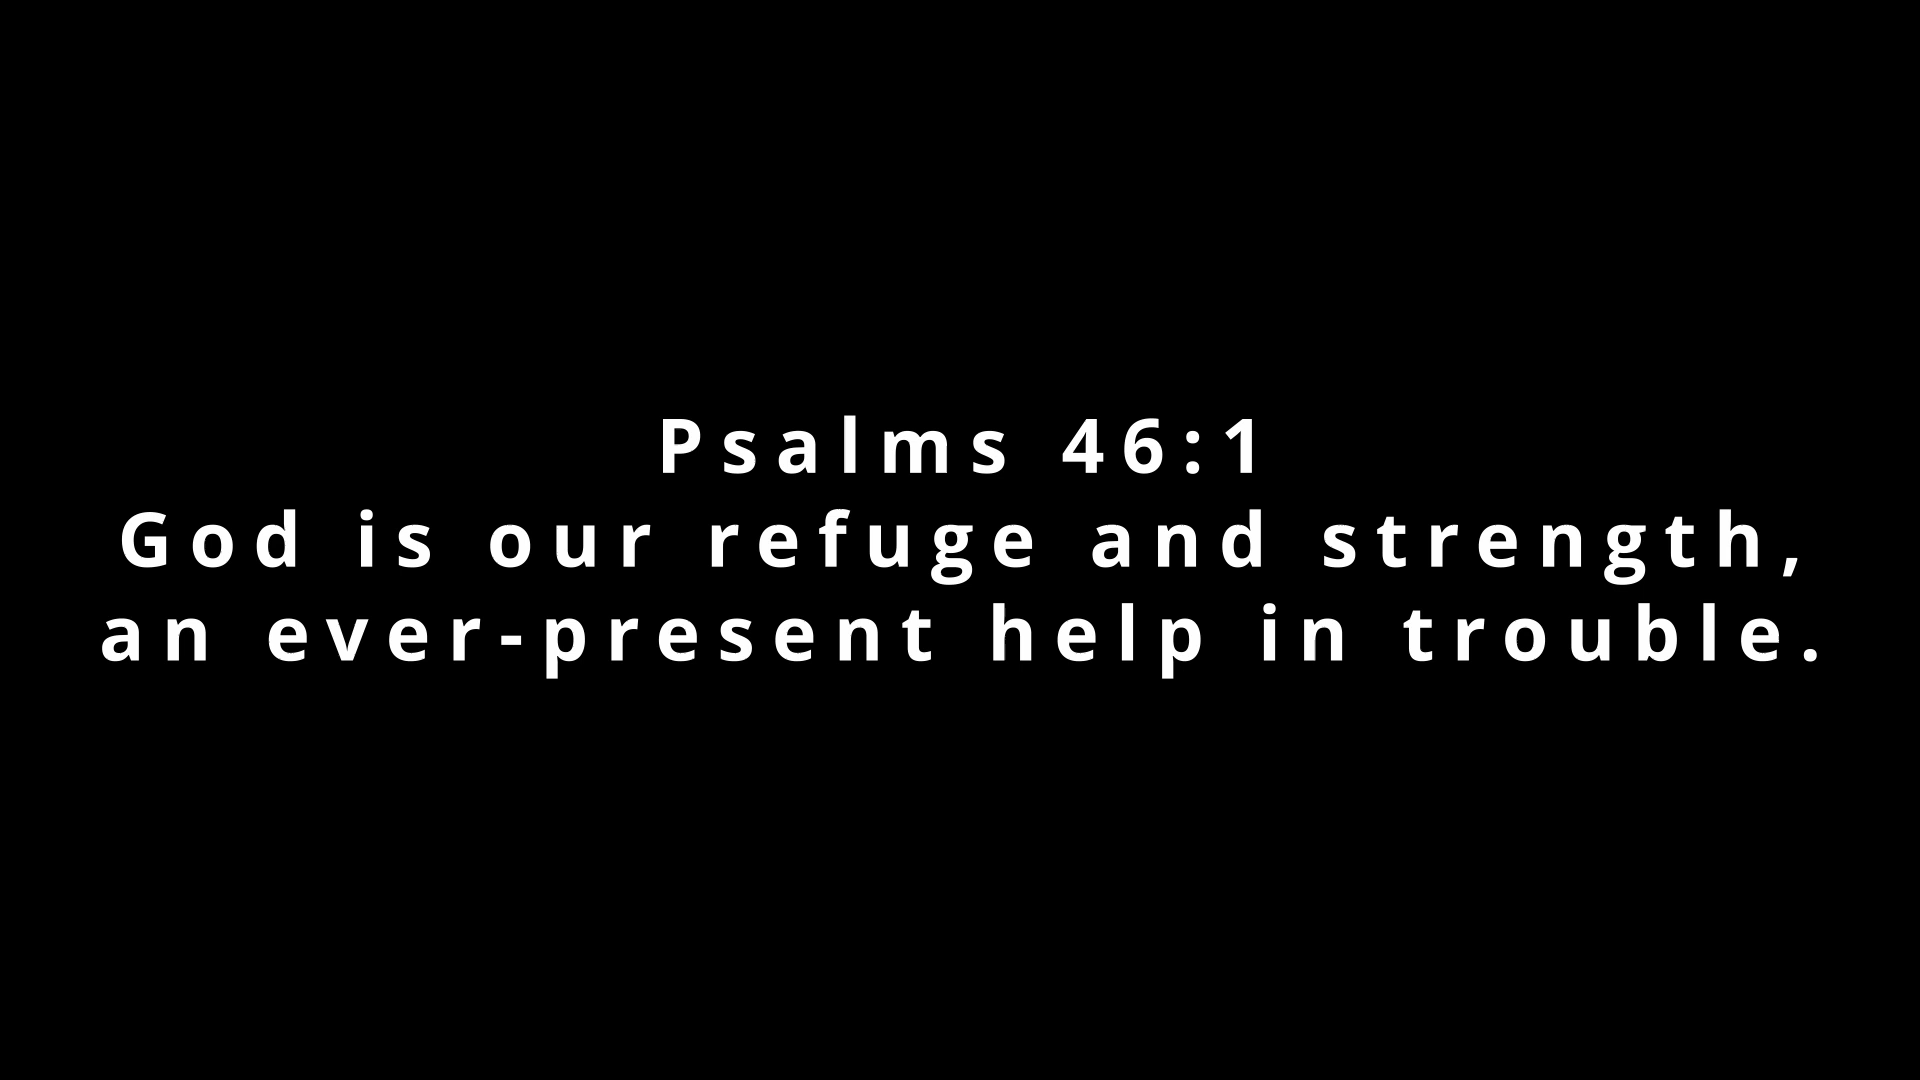 Psalms 46:1
God is our refuge and strength,
an ever-present help in trouble.